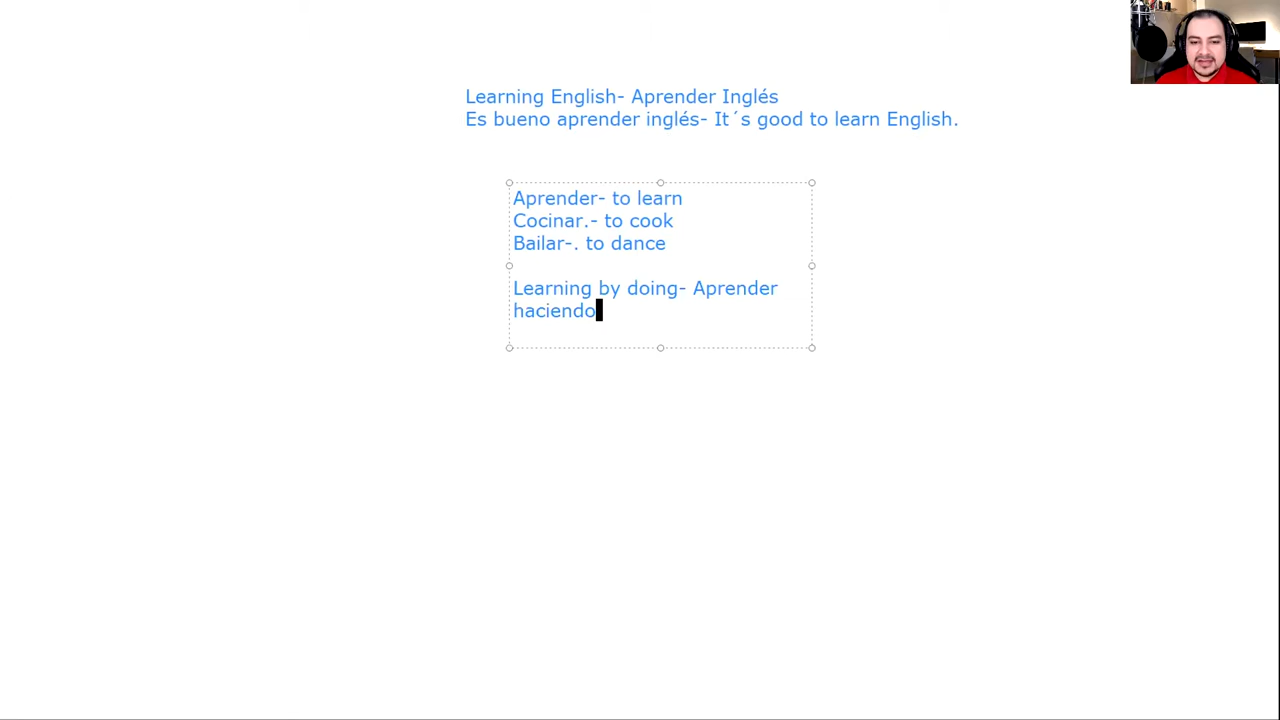 Learning English- Aprender Inglés
Es bueno aprender inglés- It´s good to learn English.
Aprender- to learn
Cocinar.- to cook
Bailar-. to dance
Learning by doing- Aprender
haciendo